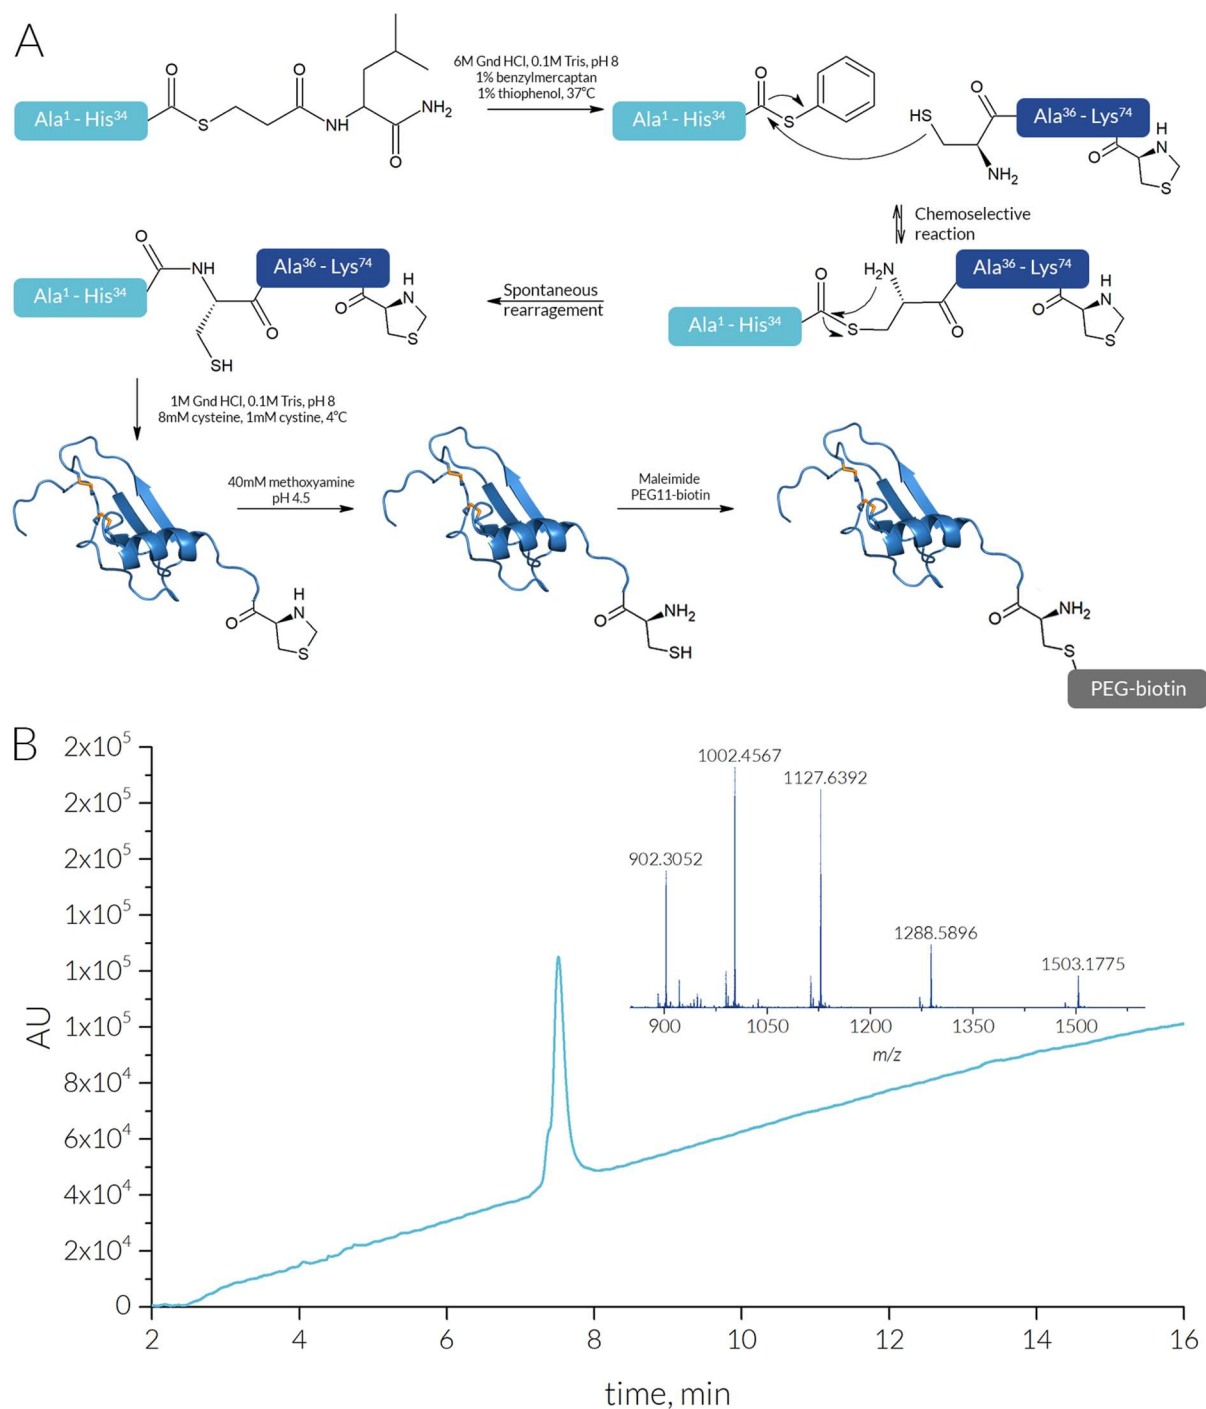 A
O
O
Ala¹ - His³⁴
S
NH
NH₂
O
6M Gnd HCl, 0.1M Tris, pH 8
1% benzylmercaptan
1% thiophenol, 37°C
O
Ala¹ - His³⁴
S
HS
O
NH₂
Ala³⁶ - Lys⁷⁴
O
H
N
S
Chemoselective
reaction
O
Ala¹ - His³⁴
NH
Ala³⁶ - Lys⁷⁴
O
O
H
N
S
SH
Spontaneous
rearragement
O
Ala¹ - His³⁴
S
H₂N
O
Ala³⁶ - Lys⁷⁴
O
H
N
S
1M Gnd HCl, 0.1M Tris, pH 8
8mM cysteine, 1mM cystine, 4°C
40mM methoxyamine
pH 4.5
Maleimide
PEG11-biotin
O
H
N
S
O
NH₂
SH
O
NH₂
S
PEG-biotin
B
2x10⁵
2x10⁵
2x10⁵
1x10⁵
1x10⁵
1x10⁵
8x10⁴
6x10⁴
4x10⁴
2x10⁴
0
AU
1002.4567
1127.6392
902.3052
1288.5896
1503.1775
900 1050 1200 1350 1500
m/z
2 4 6 8 10 12 14 16
time, min